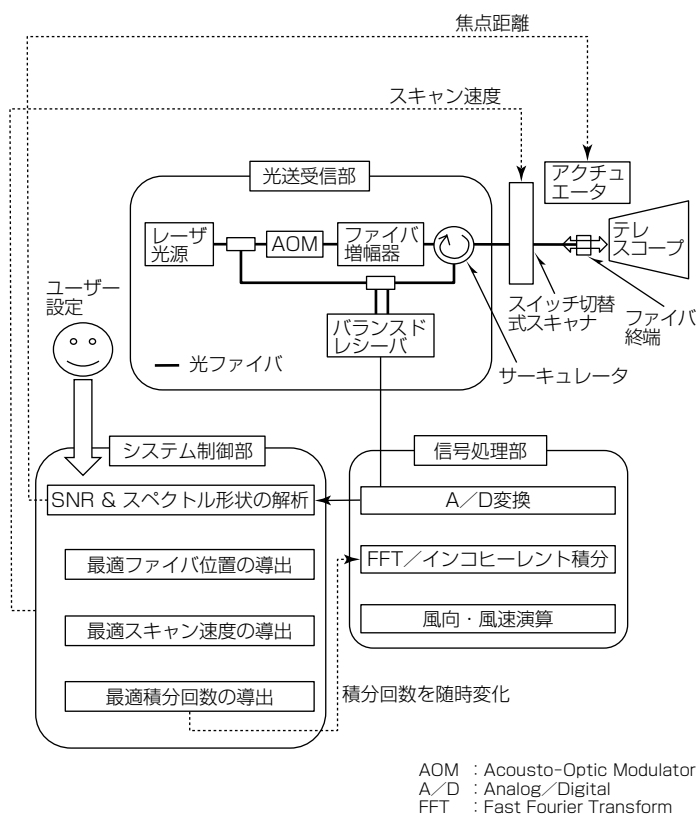 焦点距離
スキャン速度
アクチュ
エータ
光送受信部
テレ
スコープ
レーザ
光源
AOM
ファイバ
増幅器
ユーザー
設定
スイッチ切替
式スキャナ
ファイバ
終端
バランスド
レシーバ
光ファイバ
サーキュレータ
システム制御部
信号処理部
SNR & スペクトル形状の解析
A／D変換
最適ファイバ位置の導出
FFT／インコヒーレント積分
最適スキャン速度の導出
風向・風速演算
最適積分回数の導出
積分回数を随時変化
AOM : Acousto-Optic Modulator
A／D : Analog／Digital
FFT : Fast Fourier Transform